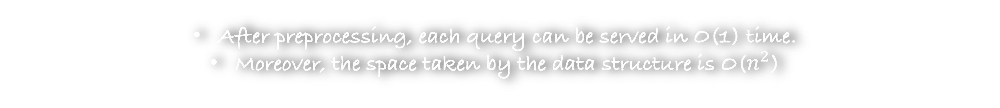 • After preprocessing, each query can be served in O(1) time.
• Moreover, the space taken by the data structure is O(n²)